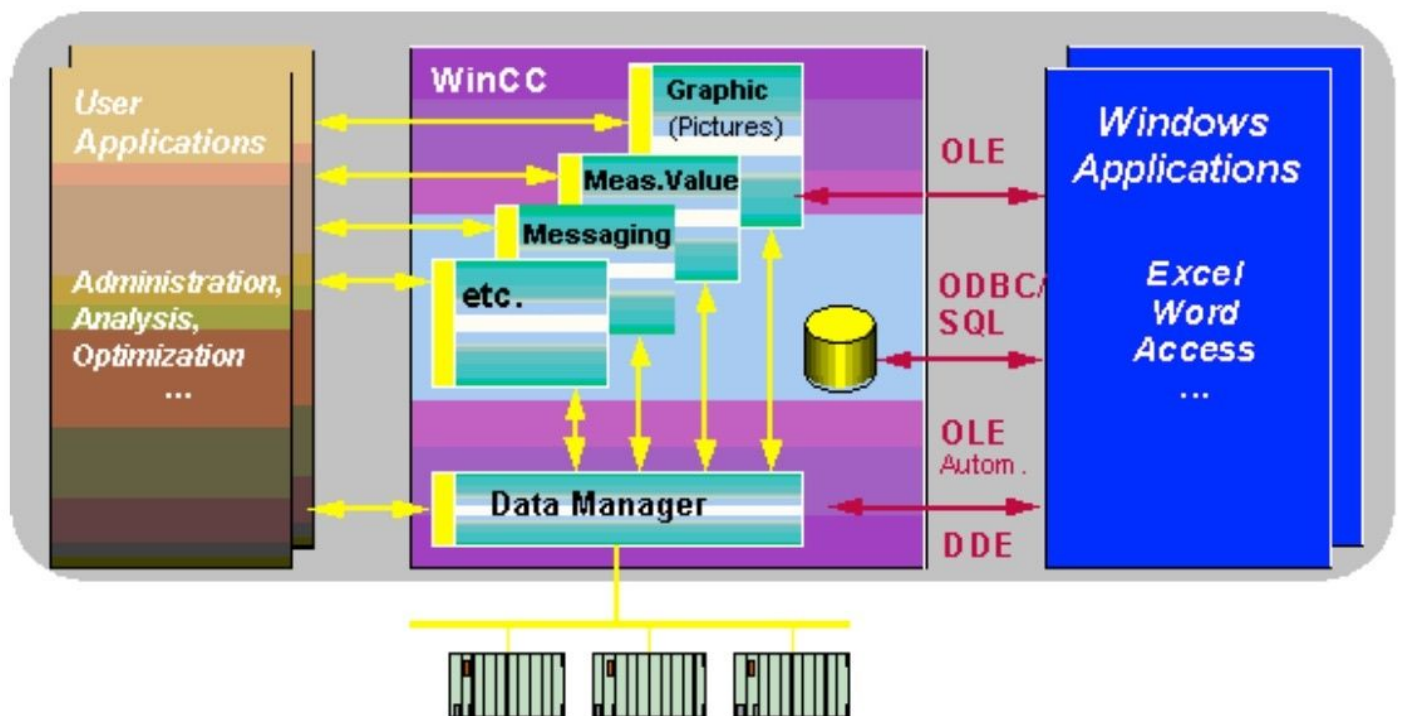 User
Applications
Administration,
Analysis,
Optimization
...
WinCC
Graphic
(Pictures)
Meas.Value
Messaging
etc.
Data Manager
OLE
ODBC/
SQL
OLE
Autom.
DDE
Windows
Applications
Excel
Word
Access
...